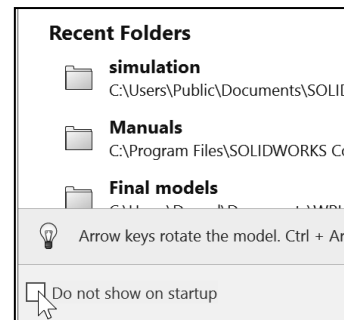 Recent Folders
simulation
C:\Users\Public\Documents\SOLID
Manuals
C:\Program Files\SOLIDWORKS Co
Final models
Arrow keys rotate the model. Ctrl + Ar
Do not show on startup